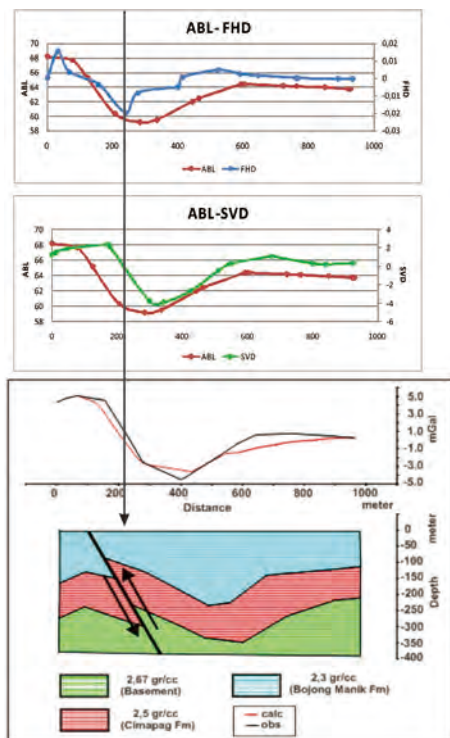 ABL-FHD
70
68
66
64
62
60
58
0,02
0,01
0
-0,01
-0,02
-0,03
ABL
FHD
0 200 400 600 800 1000
ABL FHD
ABL-SVD
70
68
66
64
62
60
58
4
2
0
-2
-4
-6
ABL
SVD
0 200 400 600 800 1000
ABL SVD
5.0
1.0
-1.0
-3.0
-5.0
mGal
0 200 400 600 800 1000
Distance
meter
0
-50
-100
-150
-200
-250
-300
-350
-400
meter
Depth
2,67 gr/cc
(Basement)
2,3 gr/cc
(Bojong Manik Fm)
2,5 gr/cc
(Cimapag Fm)
calc
obs